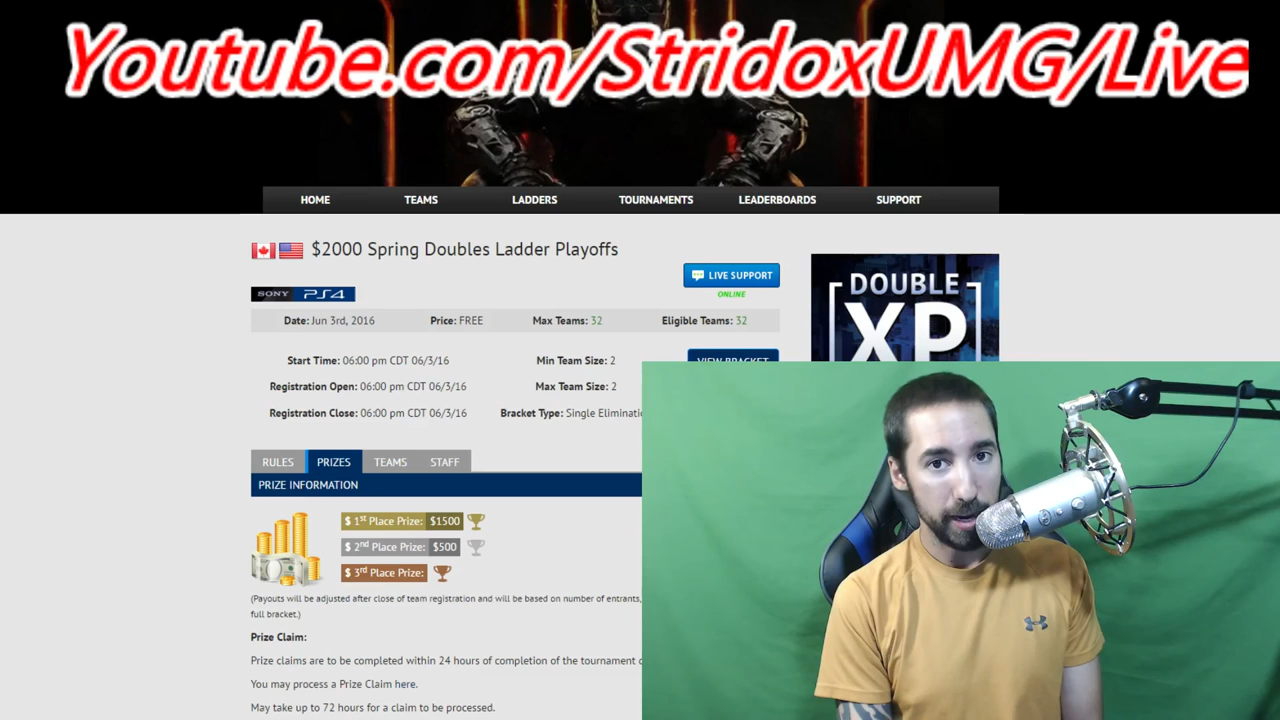 Youtube.com/StridoxUMG/Live
HOME TEAMS LADDERS TOURNAMENTS LEADERBOARDS SUPPORT
$2000 Spring Doubles Ladder Playoffs
LIVE SUPPORT
ONLINE
SONY PS4
Date: Jun 3rd, 2016 Price: FREE Max Teams: 32 Eligible Teams: 32
DOUBLE
XP
Start Time: 06:00 pm CDT 06/3/16 Min Team Size: 2 VIEW BRACKET
Registration Open: 06:00 pm CDT 06/3/16 Max Team Size: 2
Registration Close: 06:00 pm CDT 06/3/16 Bracket Type: Single Eliminatio
RULES PRIZES TEAMS STAFF
PRIZE INFORMATION
$ 1st Place Prize: $1500
$ 2nd Place Prize: $500
$ 3rd Place Prize:
(Payouts will be adjusted after close of team registration and will be based on number of entrants,
full bracket.)
Prize Claim:
Prize claims are to be completed within 24 hours of completion of the tournament
You may process a Prize Claim here.
May take up to 72 hours for a claim to be processed.